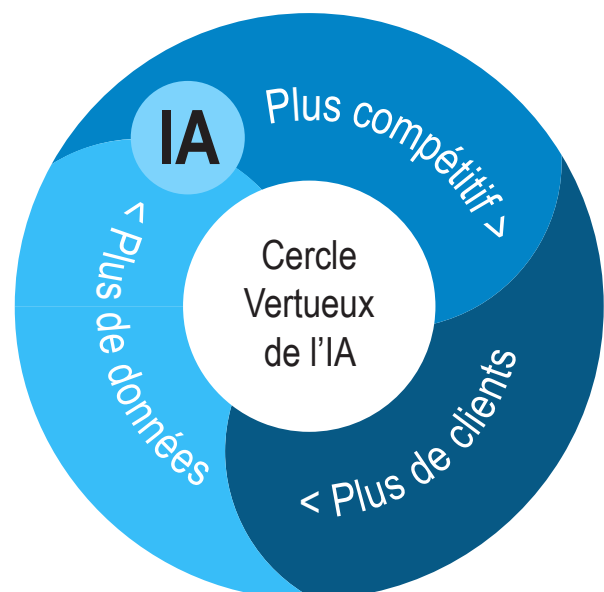 IA
Plus compétitif >
< Plus de clients
< Plus de données
Cercle
Vertueux
de l’IA